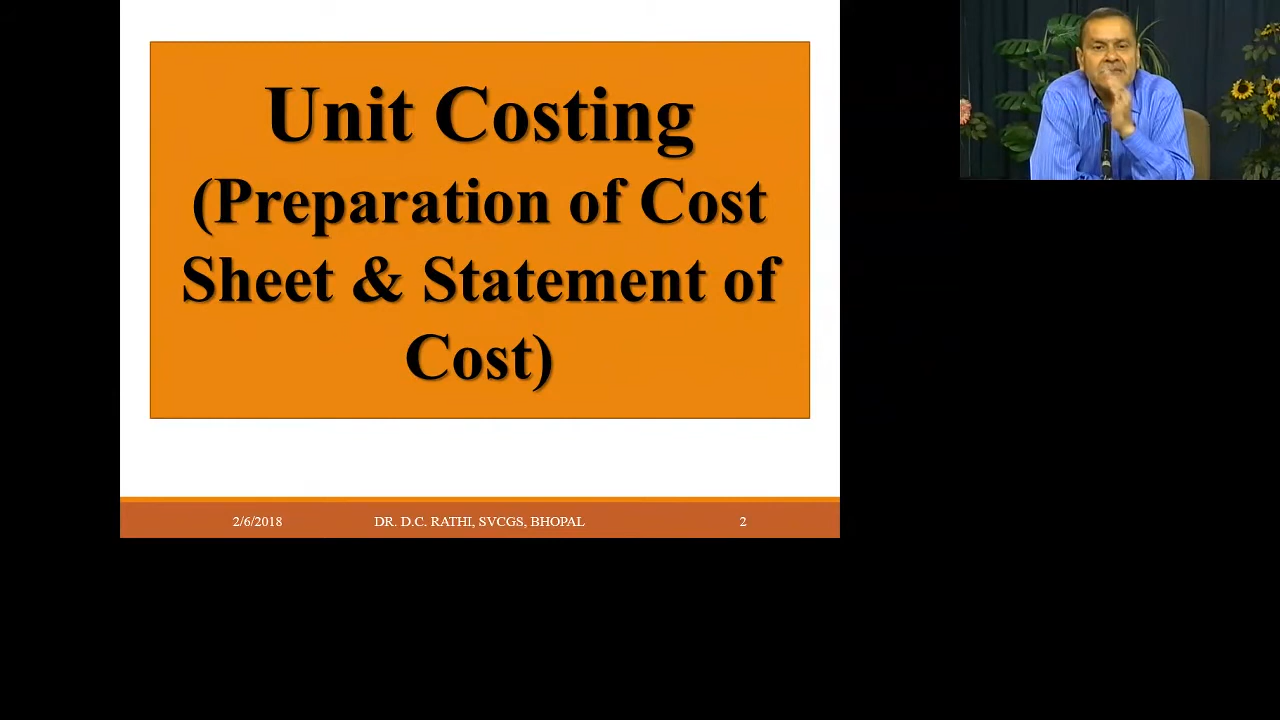 Unit Costing
(Preparation of Cost
Sheet & Statement of
Cost)
2/6/2018 DR. D.C. RATHI, SVCGS, BHOPAL 2